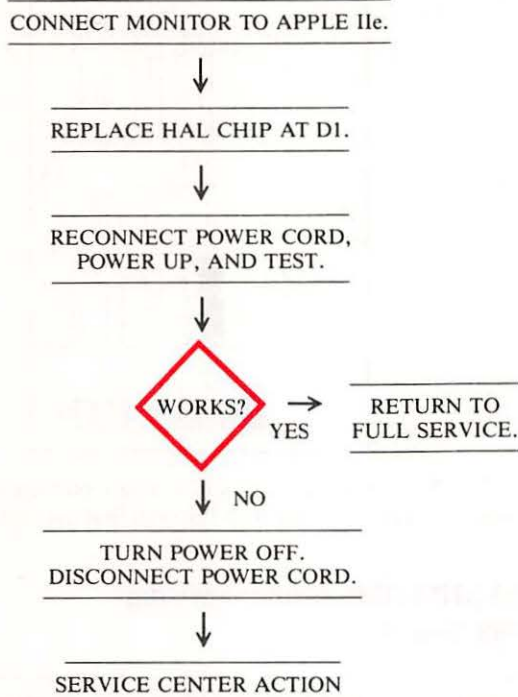 CONNECT MONITOR TO APPLE IIe.
REPLACE HAL CHIP AT D1.
RECONNECT POWER CORD,
POWER UP, AND TEST.
WORKS?
YES
RETURN TO
FULL SERVICE.
NO
TURN POWER OFF.
DISCONNECT POWER CORD.
SERVICE CENTER ACTION